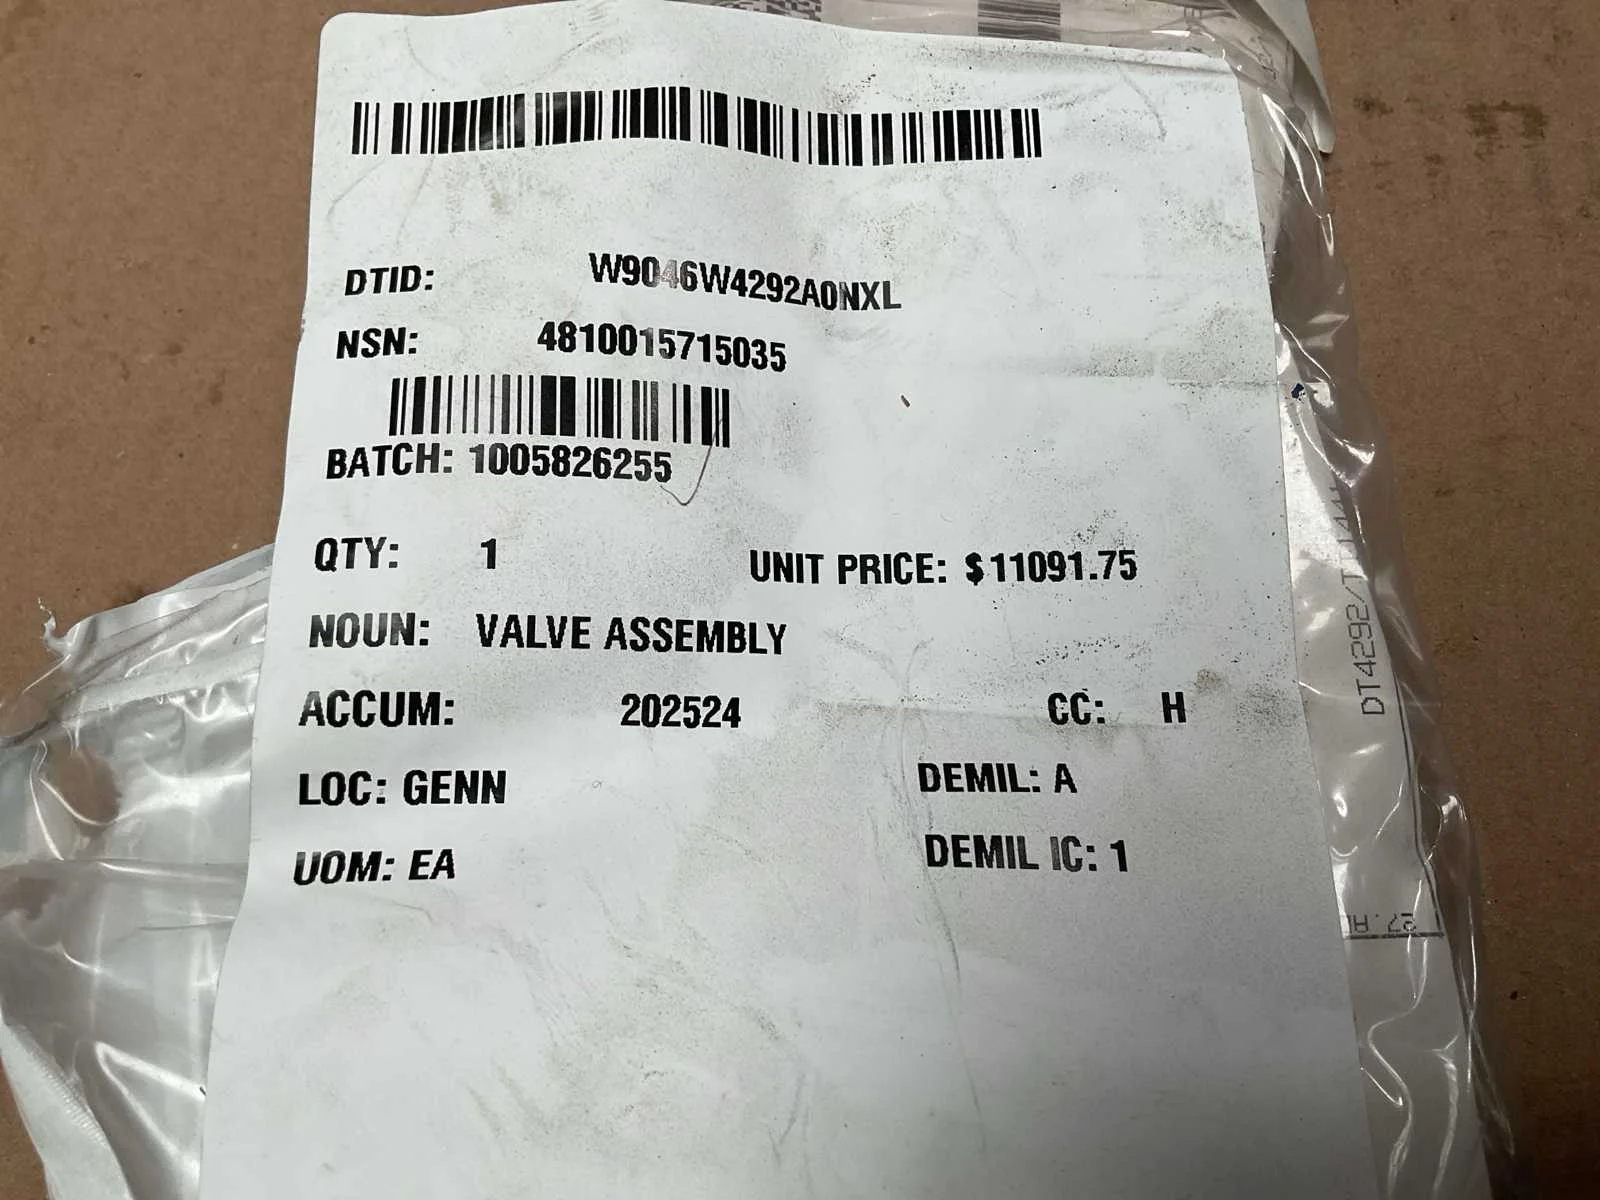 DTID: W9046W4292A0NXL
NSN: 4810015715035
BATCH: 1005826255
QTY: 1 UNIT PRICE: $11091.75
NOUN: VALVE ASSEMBLY
ACCUM: 202524 CC: H
LOC: GENN DEMIL: A
UOM: EA DEMIL IC: 1